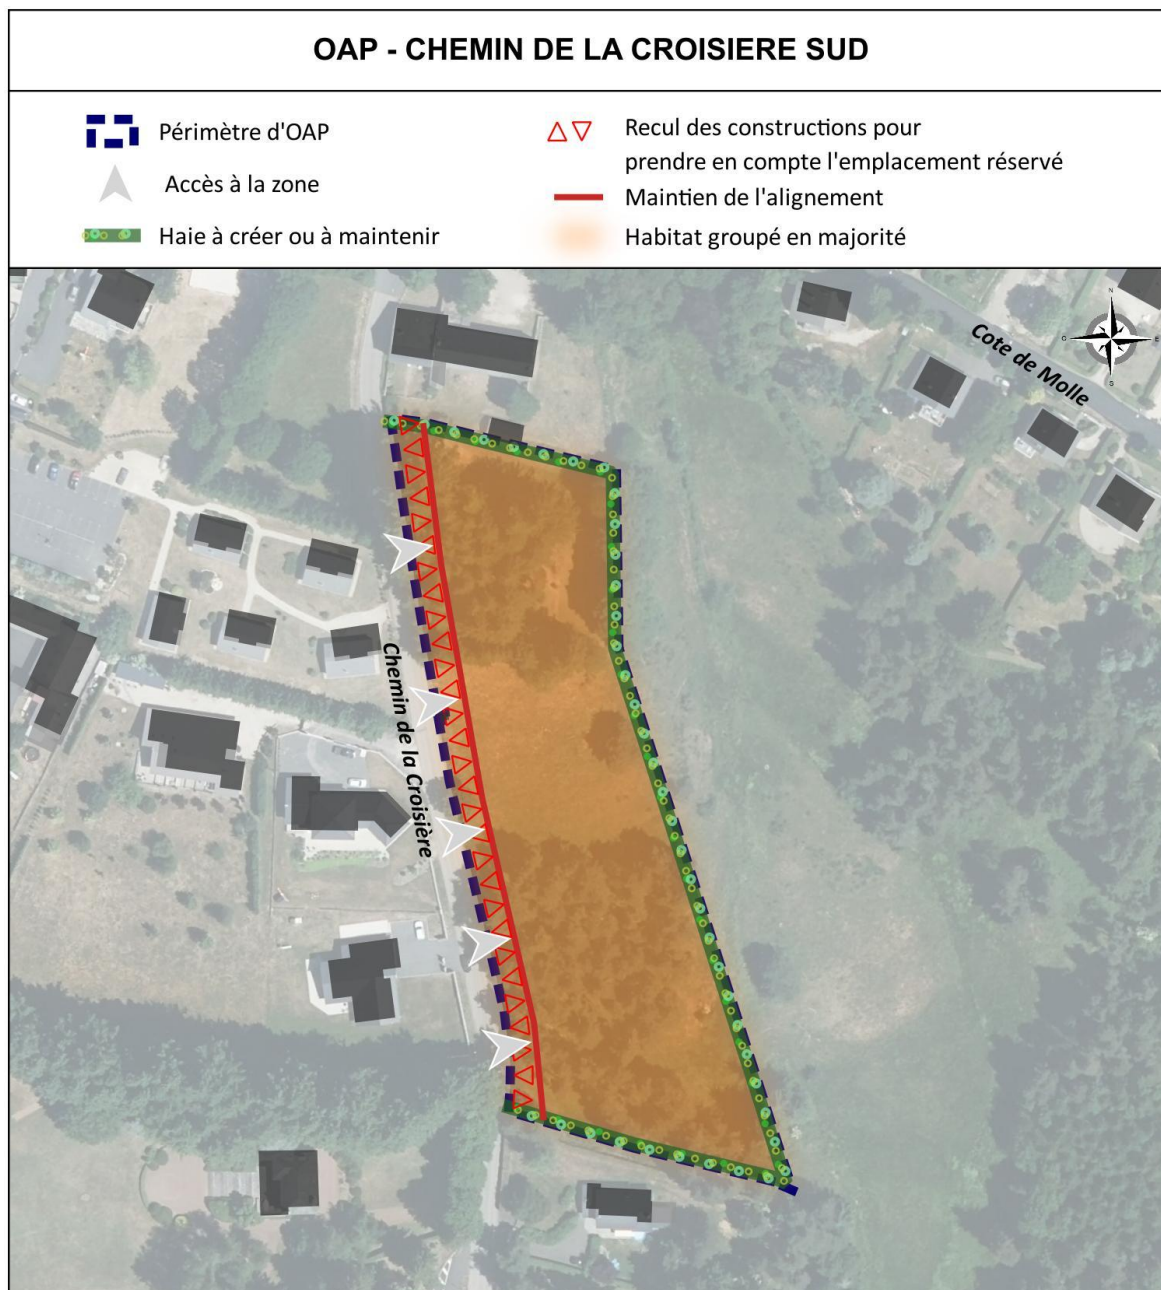 OAP - CHEMIN DE LA CROISIERE SUD
Périmètre d'OAP
Accès à la zone
Haie à créer ou à maintenir
Recul des constructions pour
prendre en compte l'emplacement réservé
Maintien de l'alignement
Habitat groupé en majorité
N
O
E
S
Cote de Molle
Chemin de la Croisière